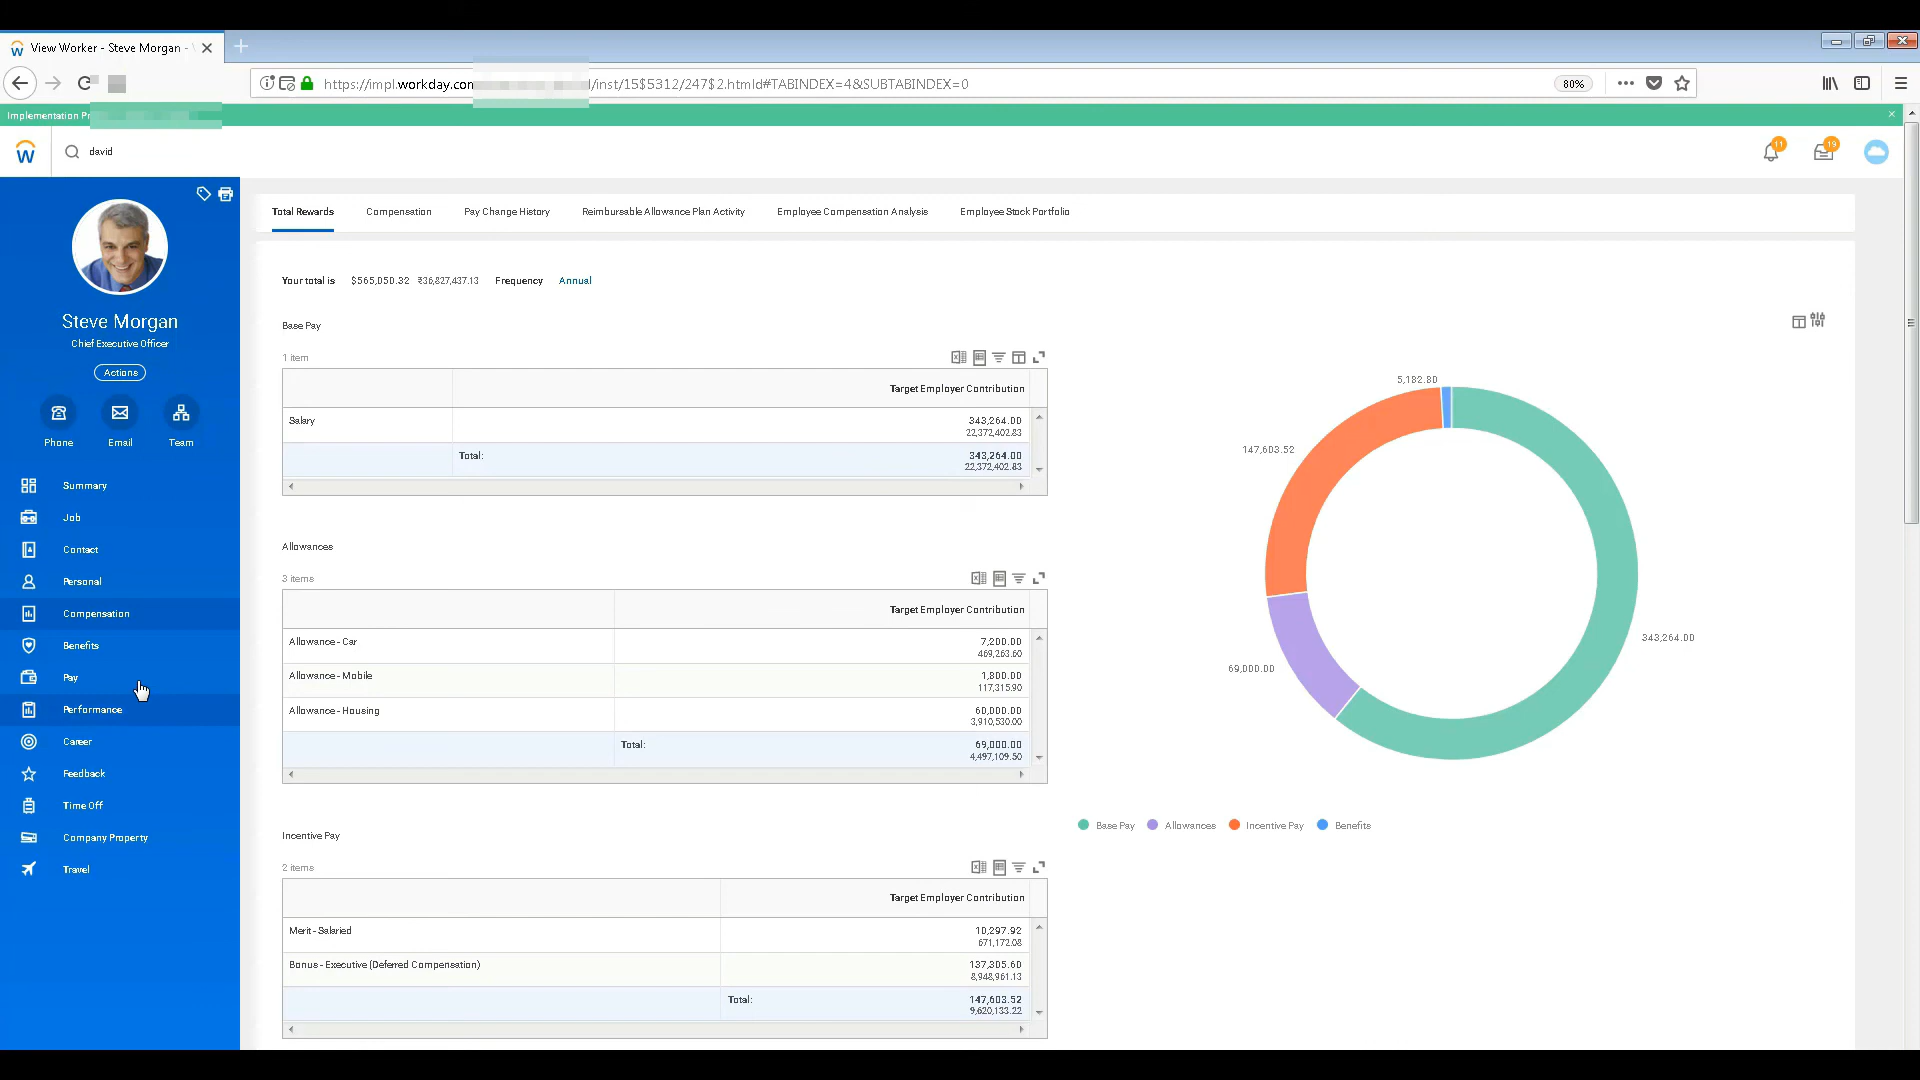 View Worker - Steve Morgan -
https://impl.workday.com
/inst/15$5312/247$2.htmld#TABINDEX=4&SUBTABINDEX=0
80%
Implementation Pr
david
11
19
Steve Morgan
Chief Executive Officer
Actions
Phone
Email
Team
Summary
Job
Contact
Personal
Compensation
Benefits
Pay
Performance
Career
Feedback
Time Off
Company Property
Travel
Total Rewards Compensation Pay Change History Reimbursable Allowance Plan Activity Employee Compensation Analysis Employee Stock Portfolio
Your total is $565,050.32 ₹36,827,437.13 Frequency Annual
Base Pay
1 item
Target Employer Contribution
Salary 343,264.00
22,372,402.83
Total: 343,264.00
22,372,402.83
Allowances
3 items
Target Employer Contribution
Allowance - Car 7,200.00
469,263.60
Allowance - Mobile 1,800.00
117,315.90
Allowance - Housing 60,000.00
3,910,530.00
Total: 69,000.00
4,497,109.50
Incentive Pay
2 items
Target Employer Contribution
Merit - Salaried 10,297.92
671,172.08
Bonus - Executive (Deferred Compensation) 137,305.60
8,948,961.13
Total: 147,603.52
9,620,133.22
5,182.80
147,603.52
343,264.00
69,000.00
Base Pay Allowances Incentive Pay Benefits